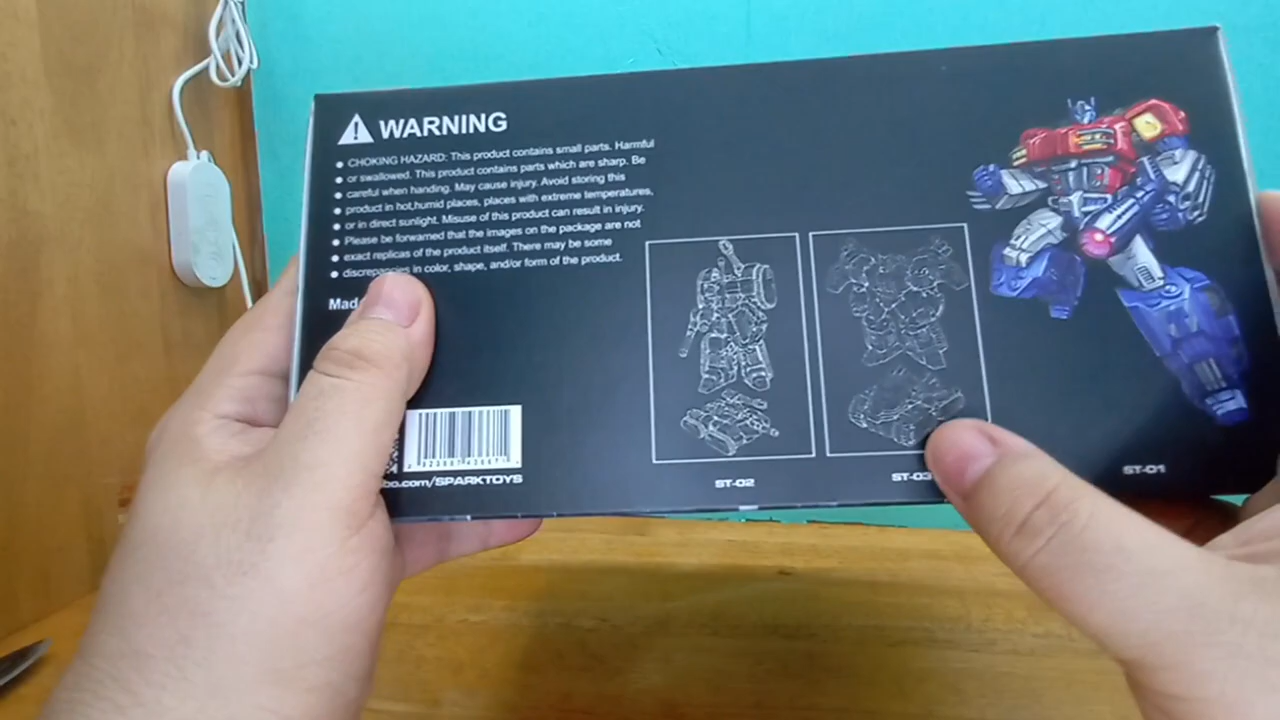 WARNING
CHOKING HAZARD: This product contains small parts. Harmful
or swallowed. This product contains parts which are sharp. Be
careful when handing. May cause injury. Avoid storing this
product in hot,humid places, places with extreme temperatures,
or in direct sunlight. Misuse of this product can result in injury.
Please be forwarned that the images on the package are not
exact replicas of the product itself. There may be some
discrepancies in color, shape, and/or form of the product.
Made
bo.com/SPARKTOYS
ST-02
ST-03
ST-01